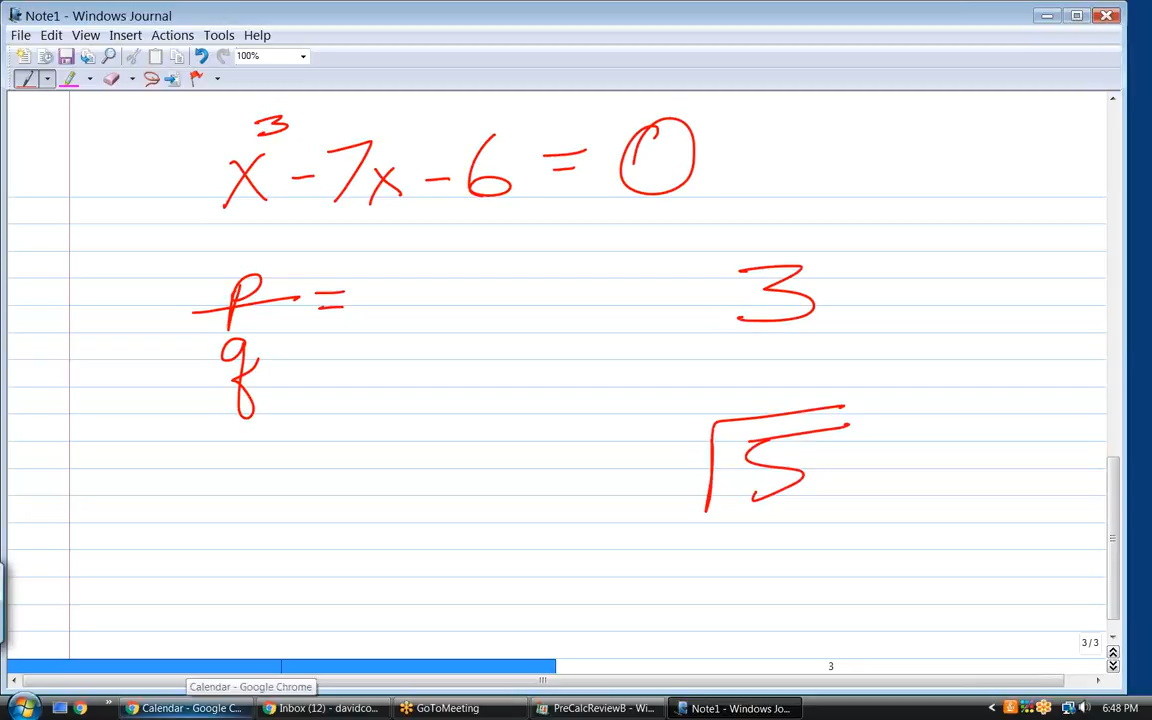 Note1 - Windows Journal
File Edit View Insert Actions Tools Help
100%
x³ - 7x - 6 = 0
p/q =
3
√5
3/3
3
Calendar - Google Chrome
Calendar - Google C... Inbox (12) - davidco... GoToMeeting PreCalcReviewB - Wi... Note1 - Windows Jo... 6:48 PM